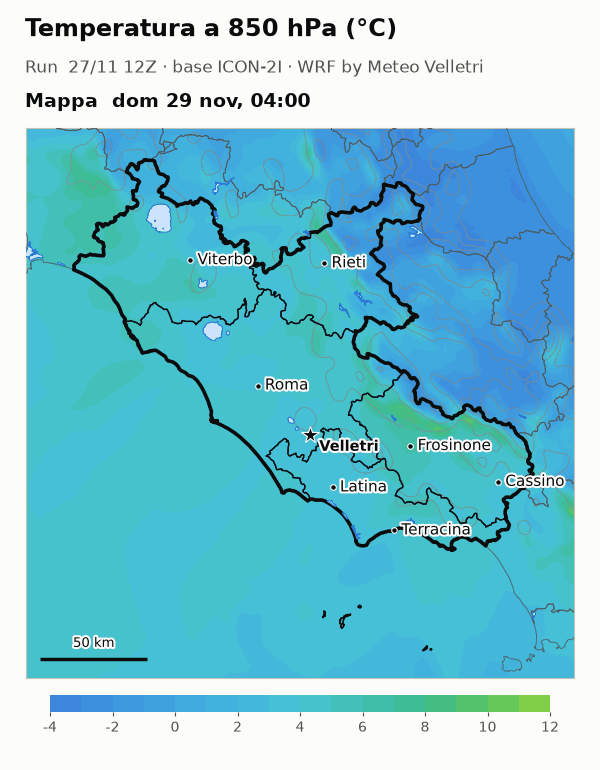 Temperatura a 850 hPa (°C)
Run  27/11 12Z · base ICON-2I · WRF by Meteo Velletri
Mappa  dom 29 nov, 04:00
Viterbo
Rieti
Roma
Velletri
Frosinone
Latina
Cassino
Terracina
50 km
-4 -2 0 2 4 6 8 10 12